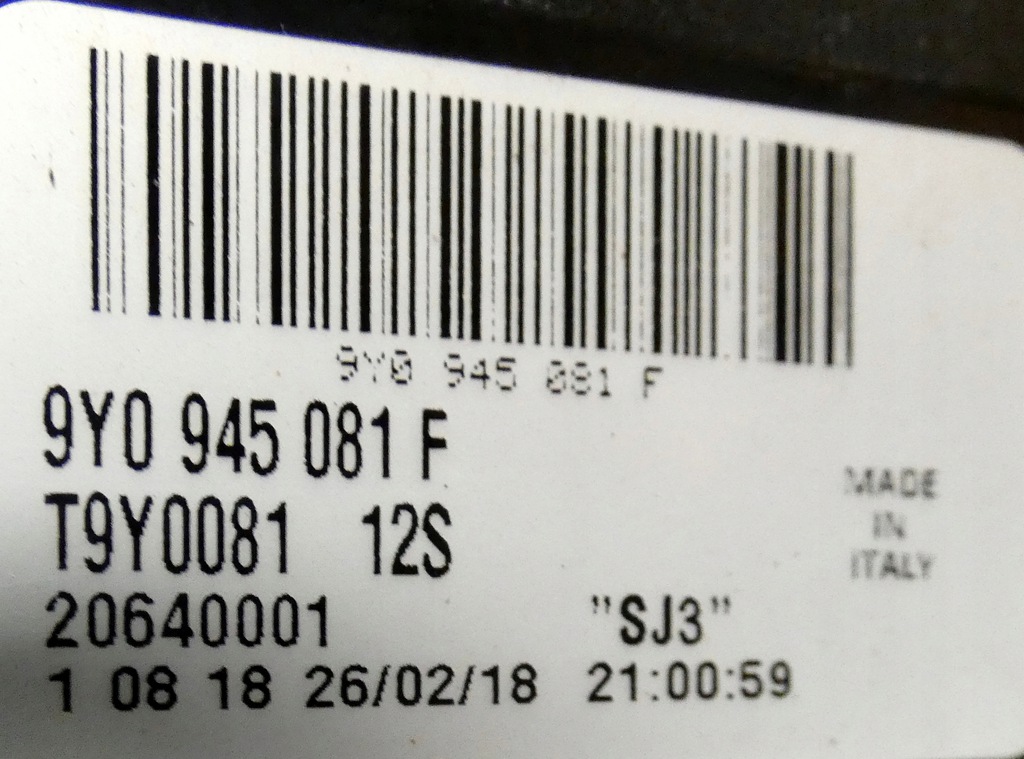 9Y0 945 081 F
9Y0 945 081 F
T9Y0081 12S
20640001 "SJ3"
1 08 18 26/02/18 21:00:59
MADE
IN
ITALY